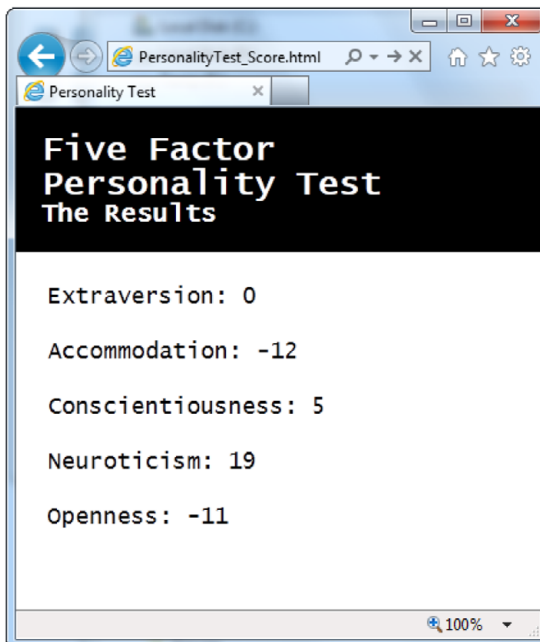 PersonalityTest_Score.html
Personality Test
Five Factor
Personality Test
The Results
Extraversion: 0
Accommodation: -12
Conscientiousness: 5
Neuroticism: 19
Openness: -11
100%